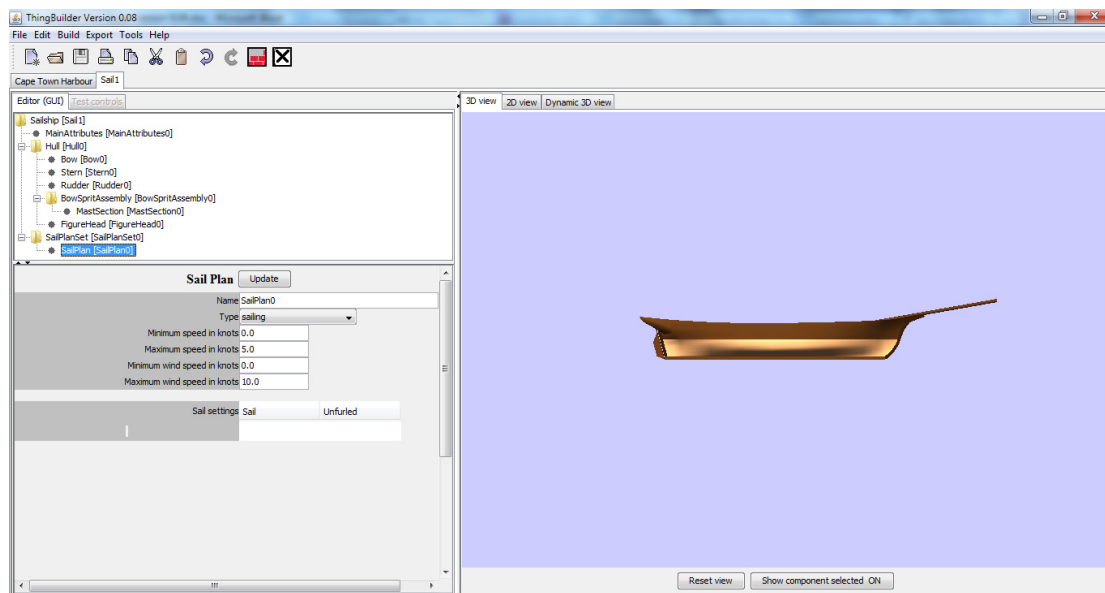 ThingBuilder Version 0.08
File Edit Build Export Tools Help
Cape Town Harbour Sail1
Editor (GUI) Test controls
Sailship [Sail1]
MainAttributes [MainAttributes0]
Hull [Hull0]
Bow [Bow0]
Stern [Stern0]
Rudder [Rudder0]
BowSpritAssembly [BowSpritAssembly0]
MastSection [MastSection0]
FigureHead [FigureHead0]
SailPlanSet [SailPlanSet0]
SailPlan [SailPlan0]
Sail Plan Update
Name SailPlan0
Type sailing
Minimum speed in knots 0.0
Maximum speed in knots 5.0
Minimum wind speed in knots 0.0
Maximum wind speed in knots 10.0
Sail settings Sail Unfurled
3D view 2D view Dynamic 3D view
Reset view Show component selected ON